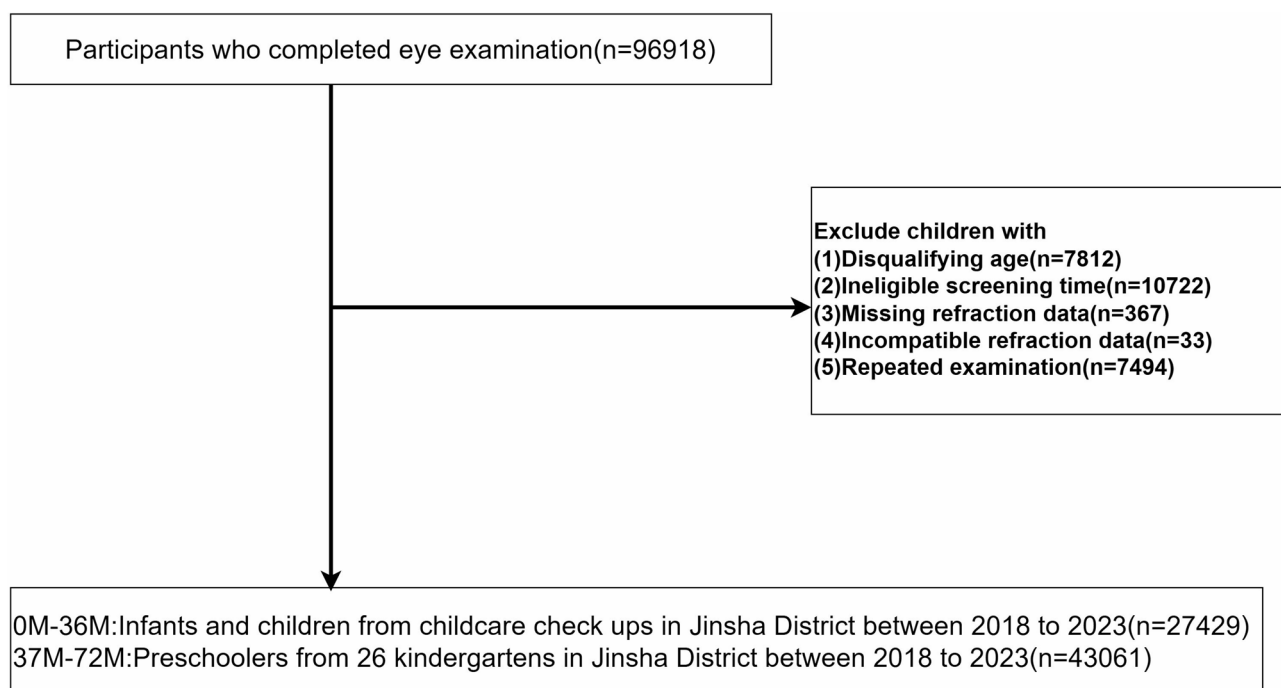 Participants who completed eye examination(n=96918)
Exclude children with
(1)Disqualifying age(n=7812)
(2)Ineligible screening time(n=10722)
(3)Missing refraction data(n=367)
(4)Incompatible refraction data(n=33)
(5)Repeated examination(n=7494)
0M-36M:Infants and children from childcare check ups in Jinsha District between 2018 to 2023(n=27429)
37M-72M:Preschoolers from 26 kindergartens in Jinsha District between 2018 to 2023(n=43061)